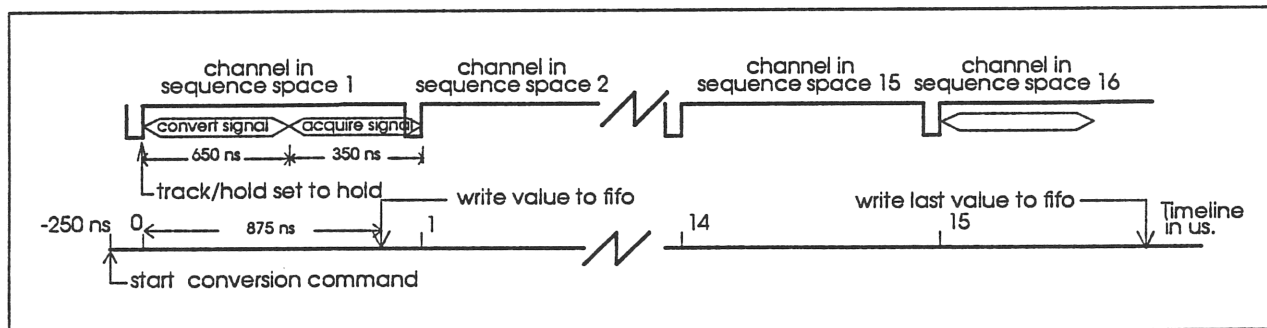 channel in
sequence space 1
channel in
sequence space 2
channel in
sequence space 15
channel in
sequence space 16
convert signal
acquire signal
650 ns
350 ns
track/hold set to hold
write value to fifo
write last value to fifo
-250 ns
0
875 ns
1
14
15
Timeline
in us.
start conversion command